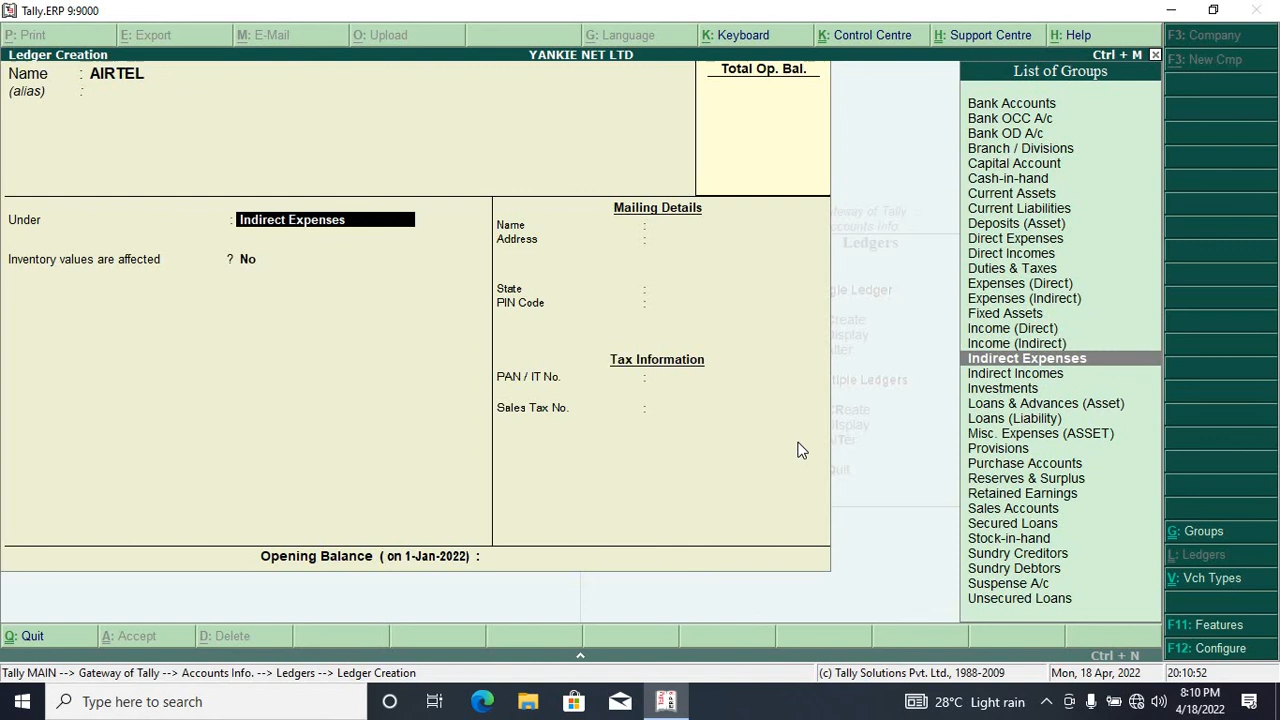 Tally.ERP 9:9000
P: Print
E: Export
M: E-Mail
O: Upload
G: Language
K: Keyboard
K: Control Centre
H: Support Centre
H: Help
F3: Company
Ledger Creation
YANKIE NET LTD
Ctrl + M
F3: New Cmp
Name : AIRTEL
(alias) :
Total Op. Bal.
List of Groups
Bank Accounts
Bank OCC A/c
Bank OD A/c
Branch / Divisions
Capital Account
Cash-in-hand
Current Assets
Current Liabilities
Deposits (Asset)
Direct Expenses
Direct Incomes
Duties & Taxes
Expenses (Direct)
Expenses (Indirect)
Fixed Assets
Income (Direct)
Income (Indirect)
Indirect Expenses
Indirect Incomes
Investments
Loans & Advances (Asset)
Loans (Liability)
Misc. Expenses (ASSET)
Provisions
Purchase Accounts
Reserves & Surplus
Retained Earnings
Sales Accounts
Secured Loans
Stock-in-hand
Sundry Creditors
Sundry Debtors
Suspense A/c
Unsecured Loans
Under : Indirect Expenses
Inventory values are affected ? No
Mailing Details
Name :
Address :
State :
PIN Code :
Tax Information
PAN / IT No. :
Sales Tax No. :
Opening Balance ( on 1-Jan-2022) :
of Tally
Info.
Ledgers
Ledger
Display
Ledgers
G: Groups
L: Ledgers
V: Vch Types
F11: Features
F12: Configure
Q: Quit
A: Accept
D: Delete
Ctrl + N
Tally MAIN --> Gateway of Tally --> Accounts Info. --> Ledgers --> Ledger Creation
(c) Tally Solutions Pvt. Ltd., 1988-2009
Mon, 18 Apr, 2022
20:10:52
Type here to search
28°C Light rain
8:10 PM
4/18/2022